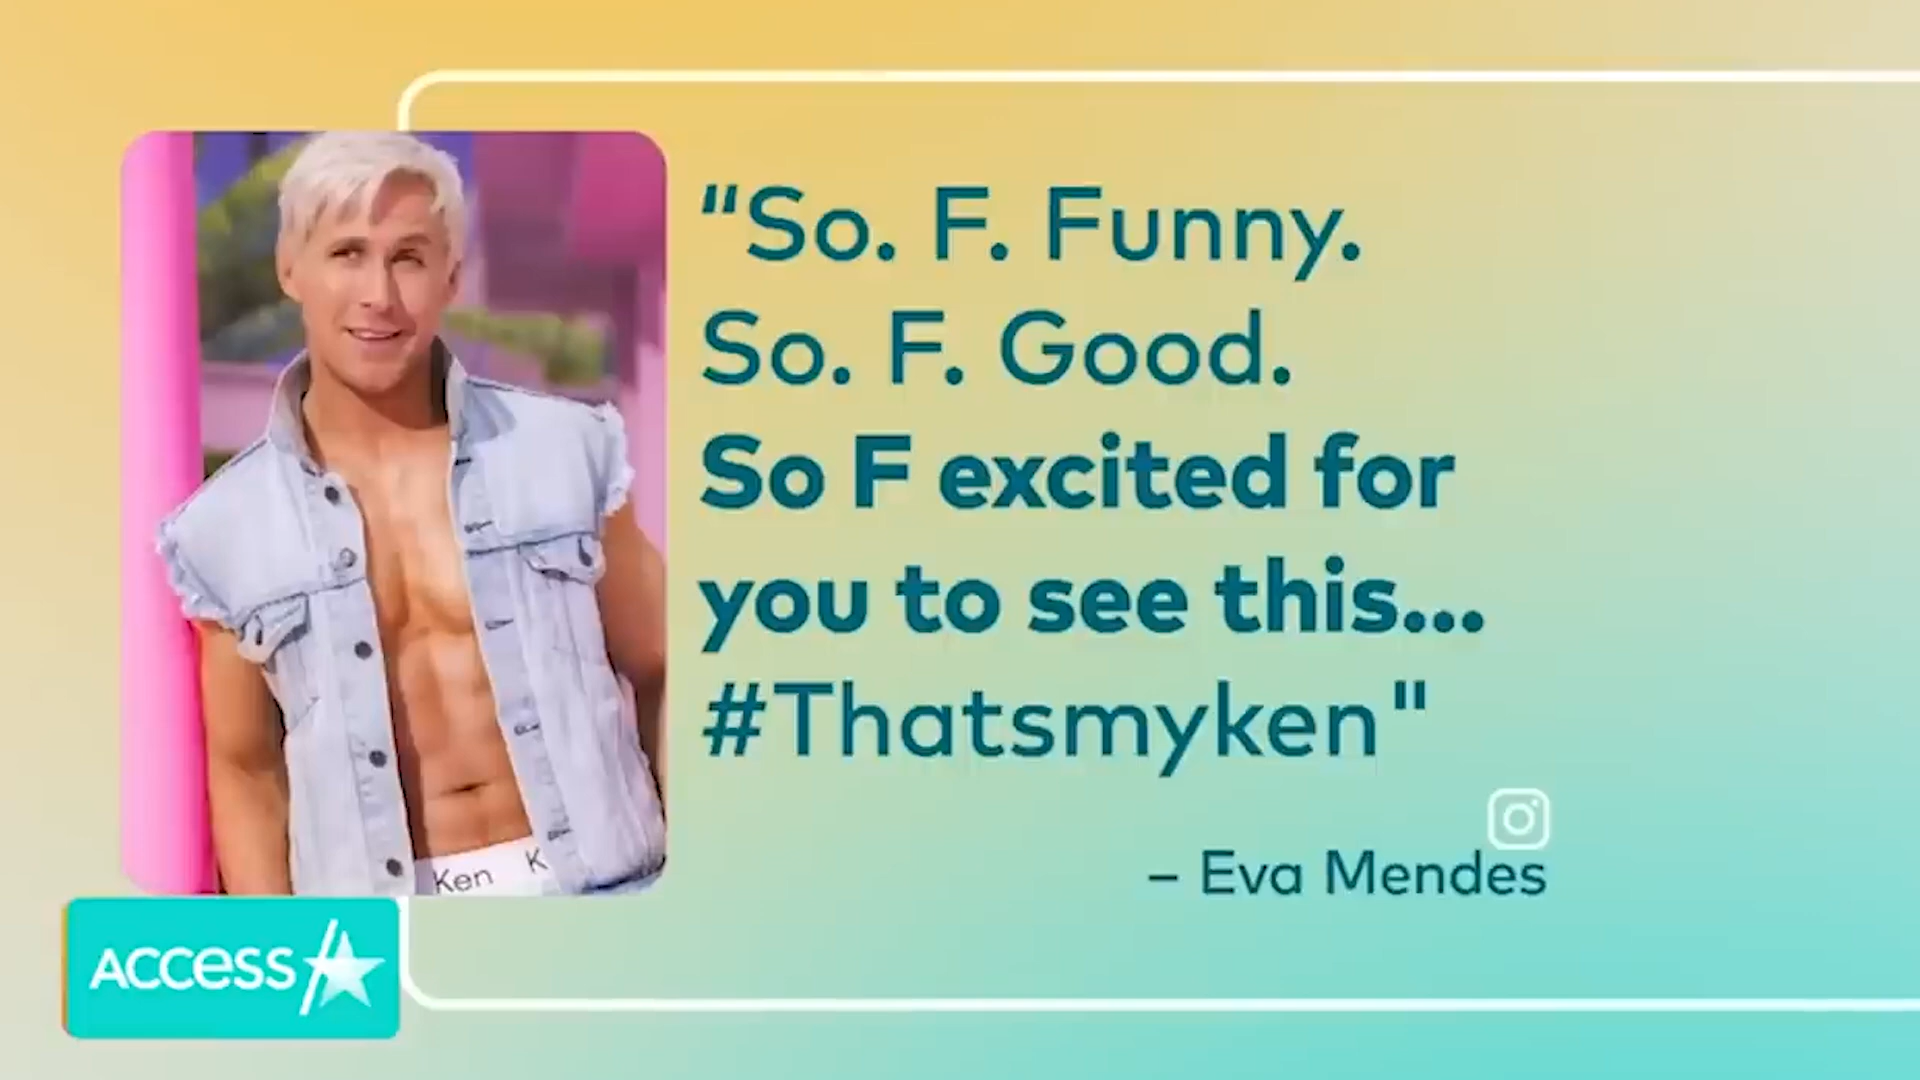 “So. F. Funny.
So. F. Good.
So F excited for
you to see this...
#Thatsmyken"
– Eva Mendes
Ken K
ACCESS